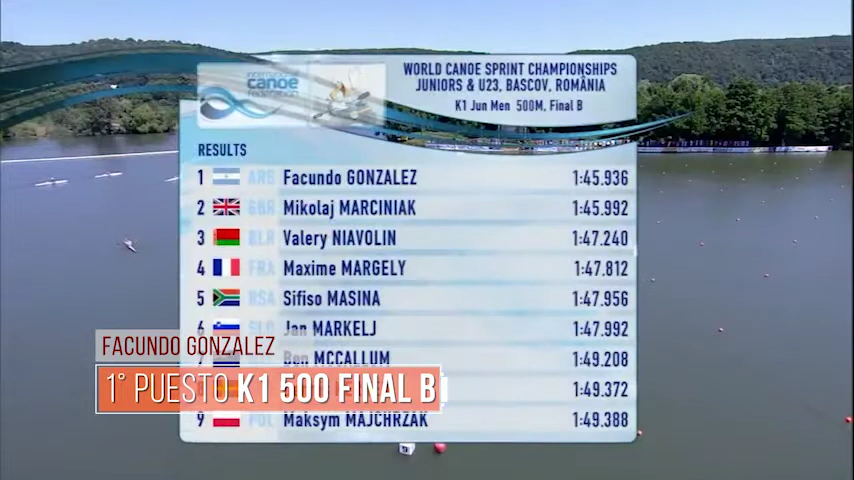 canoe
WORLD CANOE SPRINT CHAMPIONSHIPS
JUNIORS & U23, BASCOV, ROMÂNIA
K1 Jun Men 500M, Final B
RESULTS
1 ARG Facundo GONZALEZ 1:45.936
2 GBR Mikolaj MARCINIAK 1:45.992
3 BLR Valery NIAVOLIN 1:47.240
4 FRA Maxime MARGELY 1:47.812
5 RSA Sifiso MASINA 1:47.956
6 SLO Jan MARKELJ 1:47.992
7 Ben MCCALLUM 1:49.208
8 1:49.372
9 POL Maksym MAJCHRZAK 1:49.388
FACUNDO GONZALEZ
1° PUESTO K1 500 FINAL B